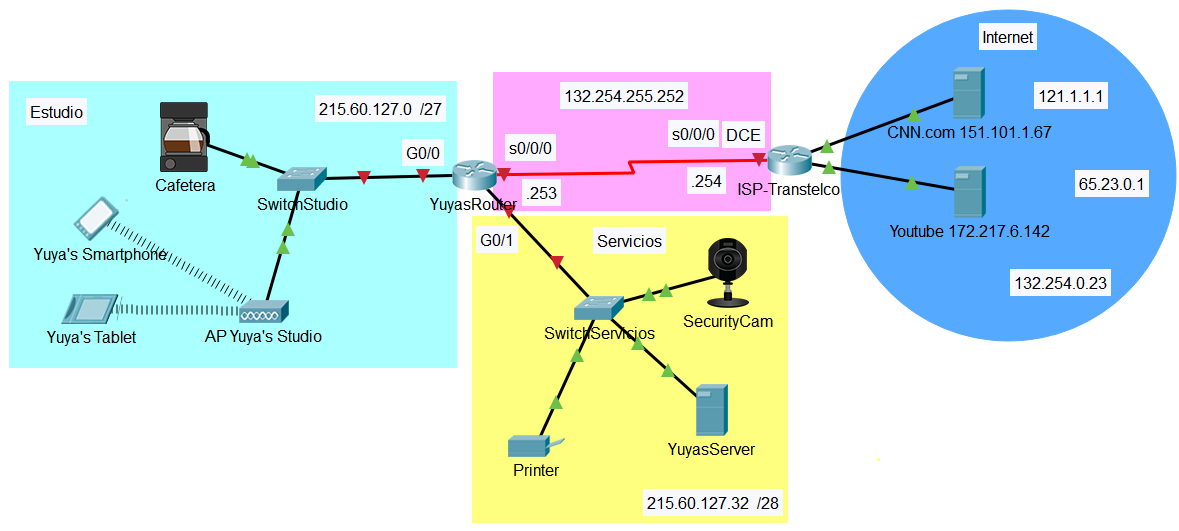 Estudio
215.60.127.0 /27
Cafetera
SwitchStudio
Yuya's Smartphone
Yuya's Tablet
AP Yuya's Studio
G0/0
YuyasRouter
132.254.255.252
s0/0/0
.253
s0/0/0
DCE
.254
ISP-Transtelco
G0/1
Servicios
SecurityCam
SwitchServicios
YuyasServer
Printer
215.60.127.32 /28
Internet
121.1.1.1
CNN.com 151.101.1.67
65.23.0.1
Youtube 172.217.6.142
132.254.0.23